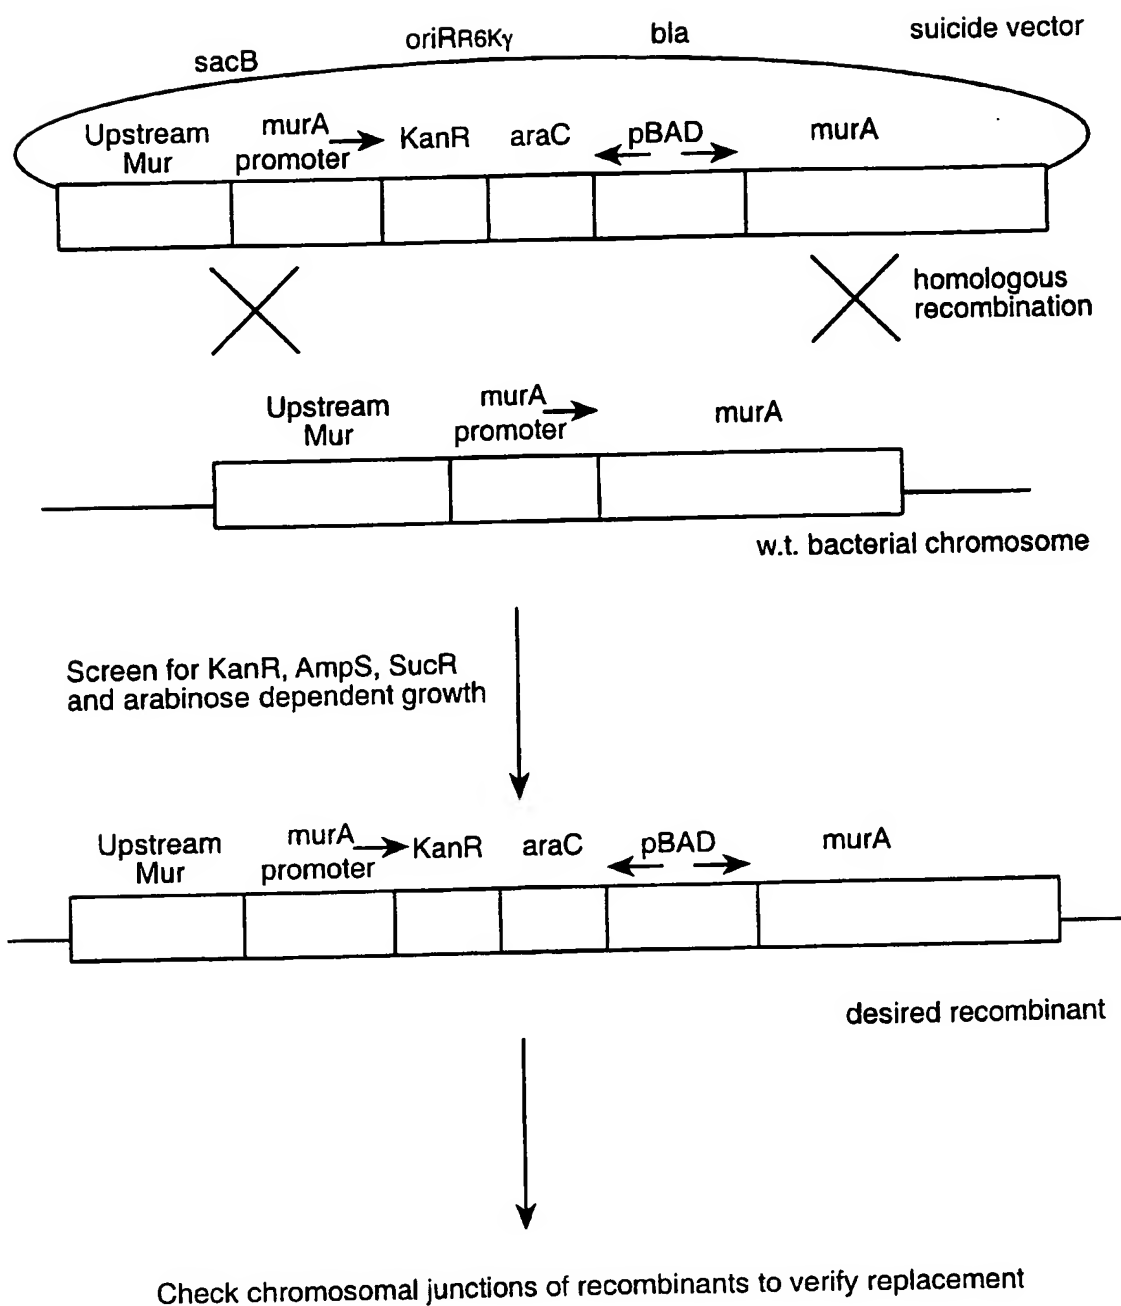 suicide vector
sacB
oriRR6Kγ
bla
Upstream
Mur
murA
promoter
KanR
araC
pBAD
murA
homologous
recombination
Upstream
Mur
murA
promoter
murA
w.t. bacterial chromosome
Screen for KanR, AmpS, SucR
and arabinose dependent growth
Upstream
Mur
murA
promoter
KanR
araC
pBAD
murA
desired recombinant
Check chromosomal junctions of recombinants to verify replacement